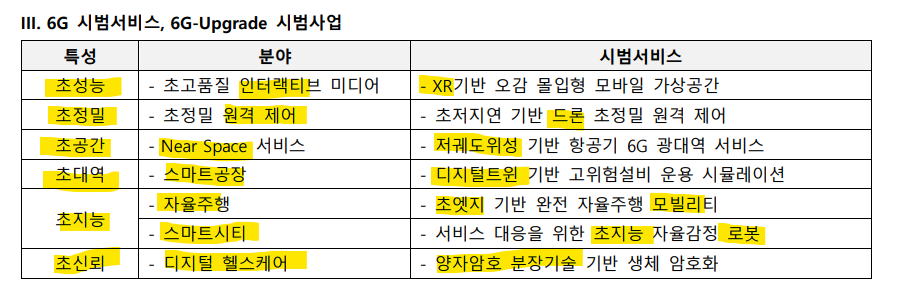 III. 6G 시범서비스, 6G-Upgrade 시범사업
특성 분야 시범서비스
초성능 - 초고품질 인터랙티브 미디어 - XR기반 오감 몰입형 모바일 가상공간
초정밀 - 초정밀 원격 제어 - 초저지연 기반 드론 초정밀 원격 제어
초공간 - Near Space 서비스 - 저궤도위성 기반 항공기 6G 광대역 서비스
초대역 - 스마트공장 - 디지털트윈 기반 고위험설비 운용 시뮬레이션
초지능 - 자율주행 - 초엣지 기반 완전 자율주행 모빌리티
- 스마트시티 - 서비스 대응을 위한 초지능 자율감정 로봇
초신뢰 - 디지털 헬스케어 - 양자암호 분장기술 기반 생체 암호화